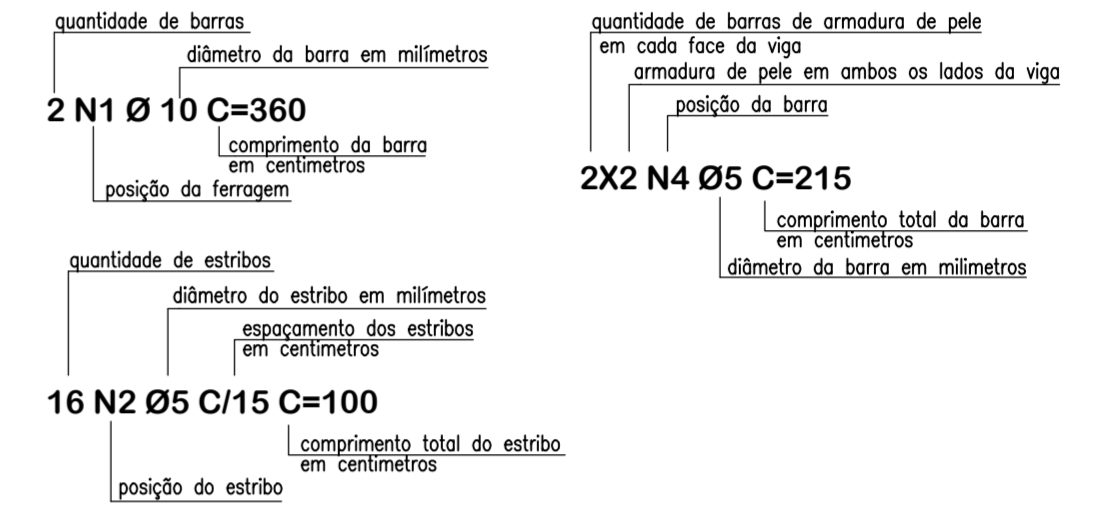 quantidade de barras
diâmetro da barra em milímetros
2 N1 Ø 10 C=360
comprimento da barra
em centimetros
posição da ferragem
quantidade de barras de armadura de pele
em cada face da viga
armadura de pele em ambos os lados da viga
posição da barra
2X2 N4 Ø5 C=215
comprimento total da barra
em centimetros
diâmetro da barra em milimetros
quantidade de estribos
diâmetro do estribo em milímetros
espaçamento dos estribos
em centimetros
16 N2 Ø5 C/15 C=100
comprimento total do estribo
em centimetros
posição do estribo